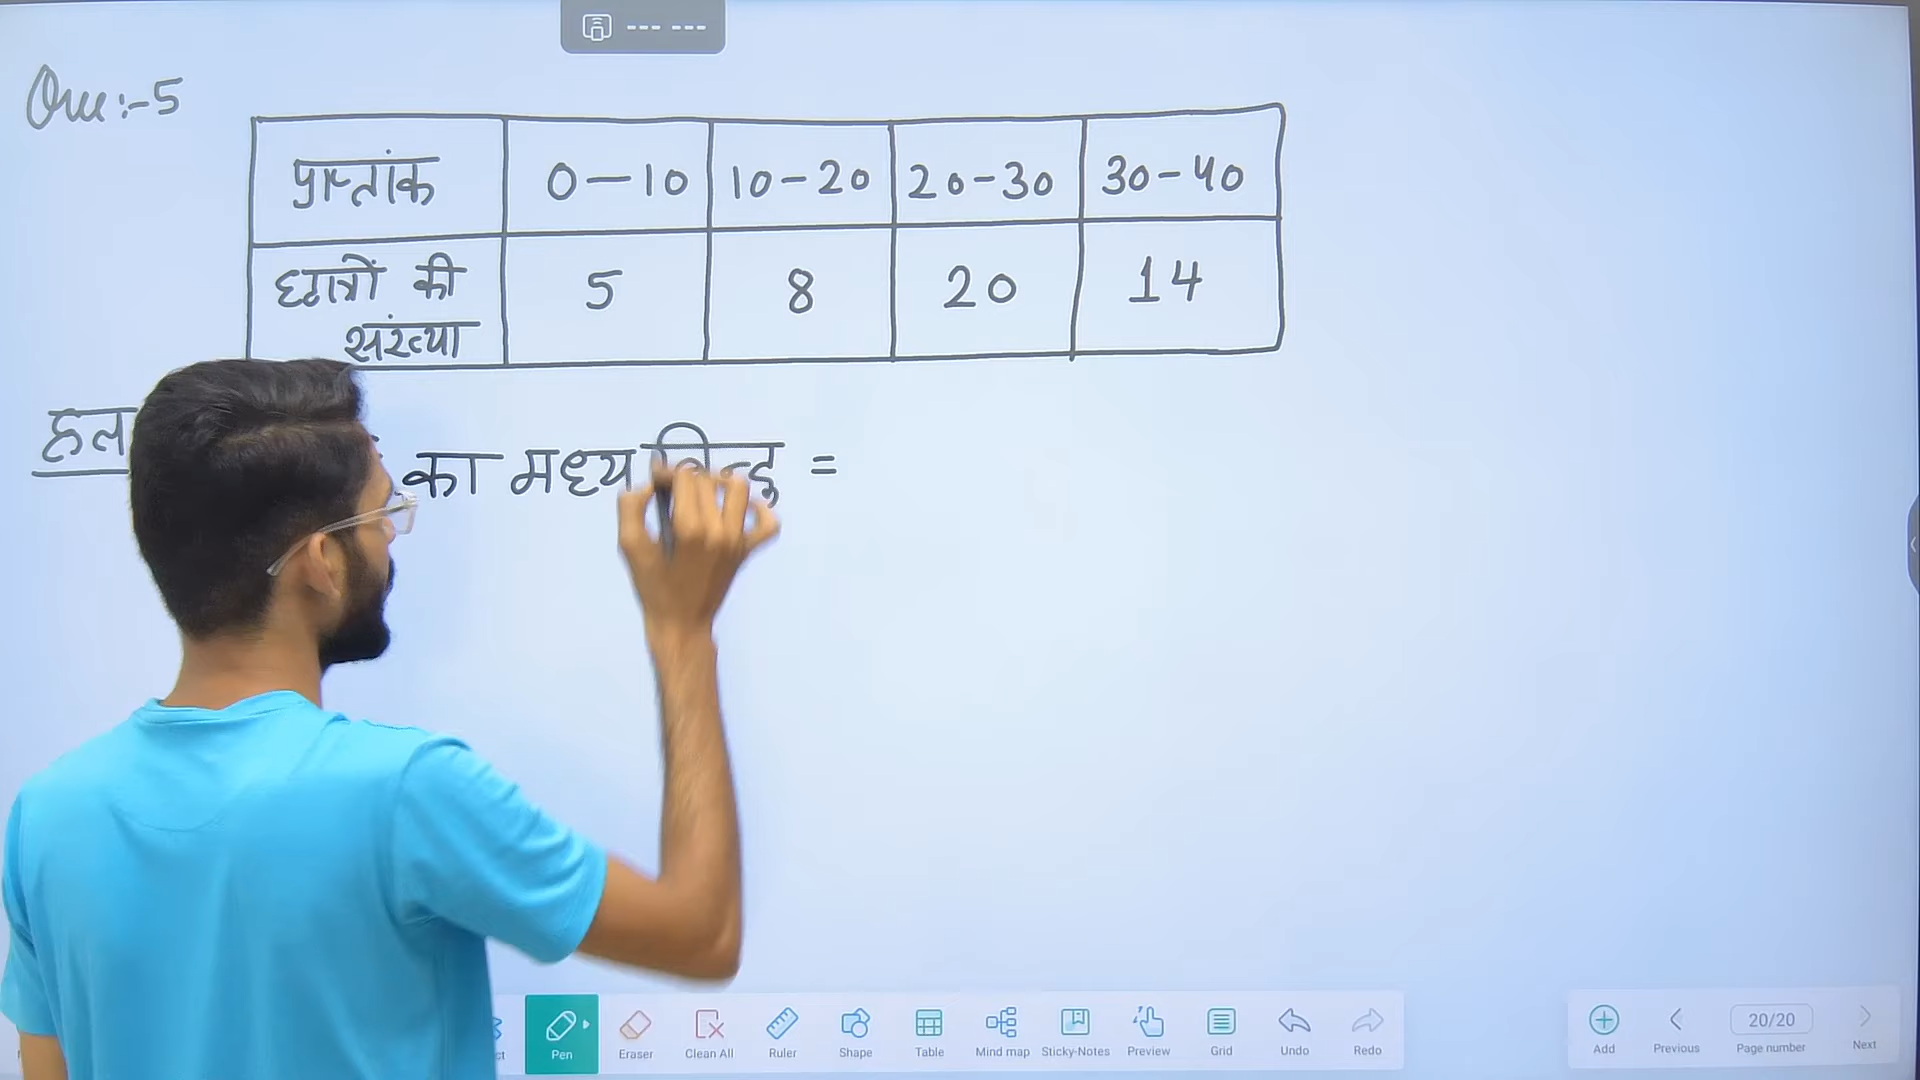 Que:-5
प्राप्तांक 0-10 10-20 20-30 30-40
छात्रों की संख्या 5 8 20 14
हल
का मध्य बिन्दु =
Pen Eraser Clean All Ruler Shape Table Mind map Sticky-Notes Preview Grid Undo Redo
Add Previous 20/20 Page number Next